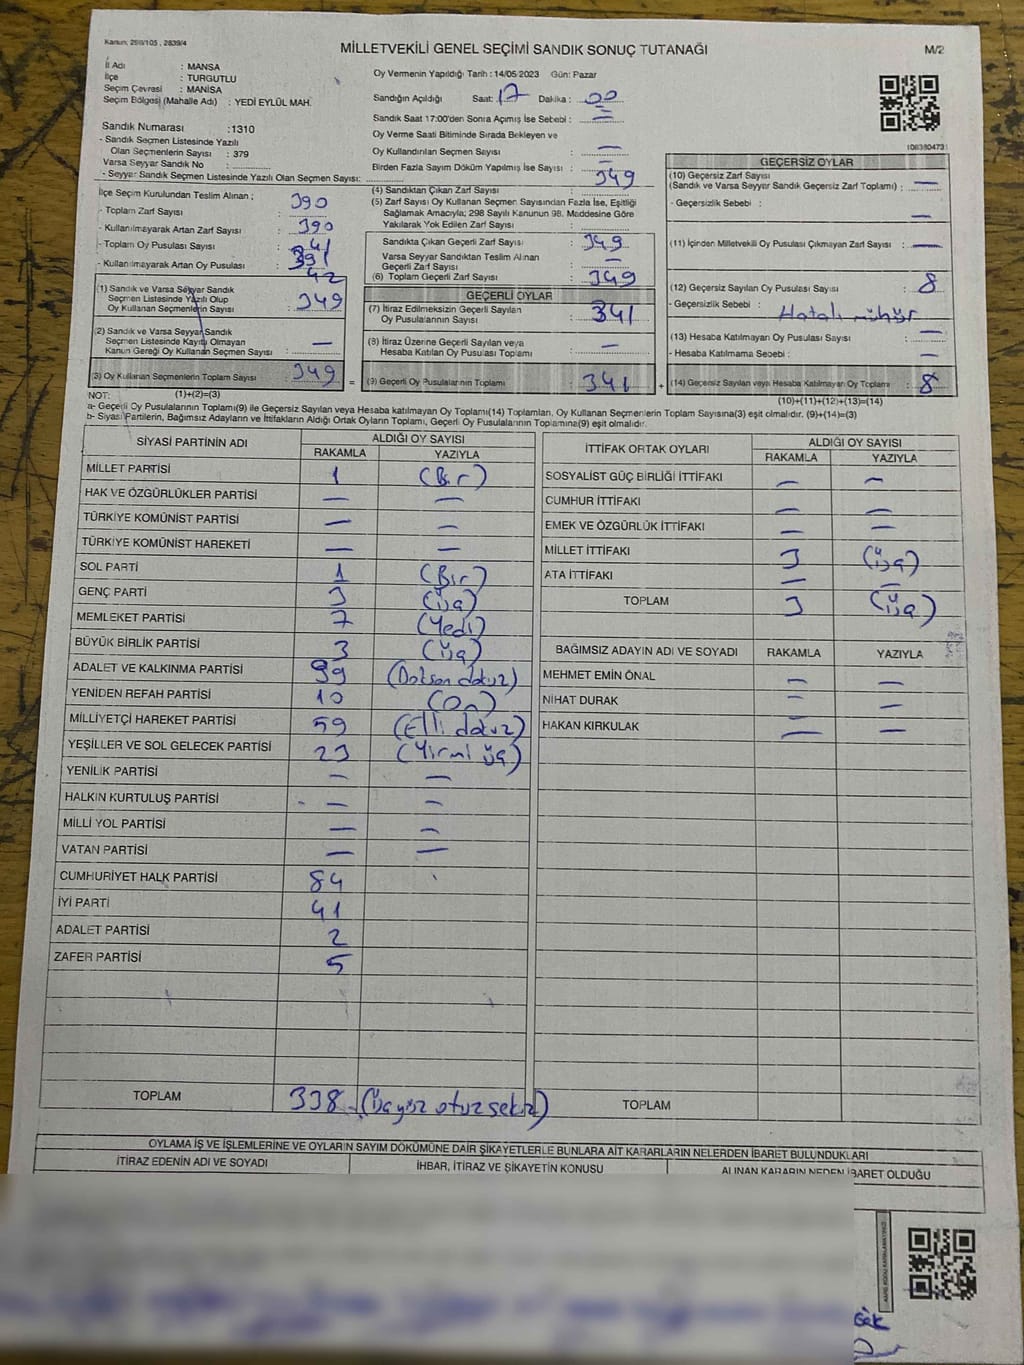 Kanun: 298/105 , 2839/4
MİLLETVEKİLİ GENEL SEÇİMİ SANDIK SONUÇ TUTANAĞI
M/2
İl Adı : MANSA
İlçe : TURGUTLU
Seçim Çevresi : MANİSA
Seçim Bölgesi (Mahalle Adı) : YEDİ EYLÜL MAH.
Oy Vermenin Yapıldığı Tarih : 14/05/2023 Gün: Pazar
Sandığın Açıldığı Saat: 17 Dakika : 00
Sandık Saat 17:00'den Sonra Açımış İse Sebebi : —
Oy Verme Saati Bitiminde Sırada Bekleyen ve
Oy Kullandırılan Seçmen Sayısı : —
Birden Fazla Sayım Döküm Yapılmış İse Sayısı : —
Sandık Numarası :1310
- Sandık Seçmen Listesinde Yazılı
Olan Seçmenlerin Sayısı : 379
Varsa Seyyar Sandık No :
- Seyyar Sandık Seçmen Listesinde Yazılı Olan Seçmen Sayısı:
İlçe Seçim Kurulundan Teslim Alınan ;
- Toplam Zarf Sayısı : 390
- Kullanılmayarak Artan Zarf Sayısı : 41
- Toplam Oy Pusulası Sayısı : 391
- Kullanılmayarak Artan Oy Pusulası : 42
(1) Sandık ve Varsa Seyyar Sandık
Seçmen Listesinde Yazılı Olup
Oy Kullanan Seçmenlerin Sayısı : 349
(2) Sandık ve Varsa Seyyar Sandık
Seçmen Listesinde Kayıtlı Olmayan
Kanun Gereği Oy Kullanan Seçmen Sayısı : —
(3) Oy Kullanan Seçmenlerin Toplam Sayısı : 349
(4) Sandıktan Çıkan Zarf Sayısı : 349
(5) Zarf Sayısı Oy Kullanan Seçmen Sayısından Fazla İse, Eşitliği
Sağlamak Amacıyla; 298 Sayılı Kanunun 98. Maddesine Göre
Yakılarak Yok Edilen Zarf Sayısı :
Sandıkta Çıkan Geçerli Zarf Sayısı : 349
Varsa Seyyar Sandıktan Teslim Alınan
Geçerli Zarf Sayısı : —
(6) Toplam Geçerli Zarf Sayısı : 349
GEÇERLİ OYLAR
(7) İtiraz Edilmeksizin Geçerli Sayılan
Oy Pusulalarının Sayısı : 341
(8) İtiraz Üzerine Geçerli Sayılan veya
Hesaba Katılan Oy Pusulası Toplamı : —
= (9) Geçerli Oy Pusulalarının Toplamı : 341
108380473
GEÇERSİZ OYLAR
(10) Geçersiz Zarf Sayısı
(Sandık ve Varsa Seyyar Sandık Geçersiz Zarf Toplamı) : —
- Geçersizlik Sebebi : —
(11) İçinden Milletvekili Oy Pusulası Çıkmayan Zarf Sayısı : —
(12) Geçersiz Sayılan Oy Pusulası Sayısı : 8
- Geçersizlik Sebebi : Hatalı mühür
(13) Hesaba Katılmayan Oy Pusulası Sayısı : —
- Hesaba Katılmama Sebebi : —
+ (14) Geçersiz Sayılan veya Hesaba Katılmayan Oy Toplamı : 8
NOT: (1)+(2)=(3)
(10)+(11)+(12)+(13)=(14)
a- Geçerli Oy Pusulalarının Toplamı(9) ile Geçersiz Sayılan veya Hesaba katılmayan Oy Toplamı(14) Toplamları, Oy Kullanan Seçmenlerin Toplam Sayısına(3) eşit olmalıdır. (9)+(14)=(3)
b- Siyasi Partilerin, Bağımsız Adayların ve İttifakların Aldığı Ortak Oyların Toplamı, Geçerli Oy Pusulalarının Toplamına(9) eşit olmalıdır.
SİYASİ PARTİNİN ADI ALDIĞI OY SAYISI
RAKAMLA YAZIYLA
MİLLET PARTİSİ 1 (Bir)
HAK VE ÖZGÜRLÜKLER PARTİSİ — —
TÜRKİYE KOMÜNİST PARTİSİ — —
TÜRKİYE KOMÜNİST HAREKETİ — —
SOL PARTİ 1 (Bir)
GENÇ PARTİ 3 (Üç)
MEMLEKET PARTİSİ 7 (Yedi)
BÜYÜK BİRLİK PARTİSİ 3 (Üç)
ADALET VE KALKINMA PARTİSİ 99 (Doksan dokuz)
YENİDEN REFAH PARTİSİ 10 (On)
MİLLİYETÇİ HAREKET PARTİSİ 59 (Elli dokuz)
YEŞİLLER VE SOL GELECEK PARTİSİ 23 (Yirmi üç)
YENİLİK PARTİSİ — —
HALKIN KURTULUŞ PARTİSİ — —
MİLLİ YOL PARTİSİ — —
VATAN PARTİSİ — —
CUMHURİYET HALK PARTİSİ 84
İYİ PARTİ 41
ADALET PARTİSİ 2
ZAFER PARTİSİ 5
TOPLAM 338 - (Üçyüz otuz sekiz)
İTTİFAK ORTAK OYLARI ALDIĞI OY SAYISI
RAKAMLA YAZIYLA
SOSYALİST GÜÇ BİRLİĞİ İTTİFAKI — —
CUMHUR İTTİFAKI — —
EMEK VE ÖZGÜRLÜK İTTİFAKI — —
MİLLET İTTİFAKI 3 (Üç)
ATA İTTİFAKI — —
TOPLAM 3 (Üç)
BAĞIMSIZ ADAYIN ADI VE SOYADI RAKAMLA YAZIYLA
MEHMET EMİN ÖNAL — —
NİHAT DURAK — —
HAKAN KIRKULAK — —
TOPLAM
OYLAMA İŞ VE İŞLEMLERİNE VE OYLARIN SAYIM DÖKÜMÜNE DAİR ŞİKAYETLERLE BUNLARA AİT KARARLARIN NELERDEN İBARET BULUNDUKLARI
İTİRAZ EDENİN ADI VE SOYADI İHBAR, İTİRAZ VE ŞİKAYETİN KONUSU ALINAN KARARIN NEDEN İBARET OLDUĞU